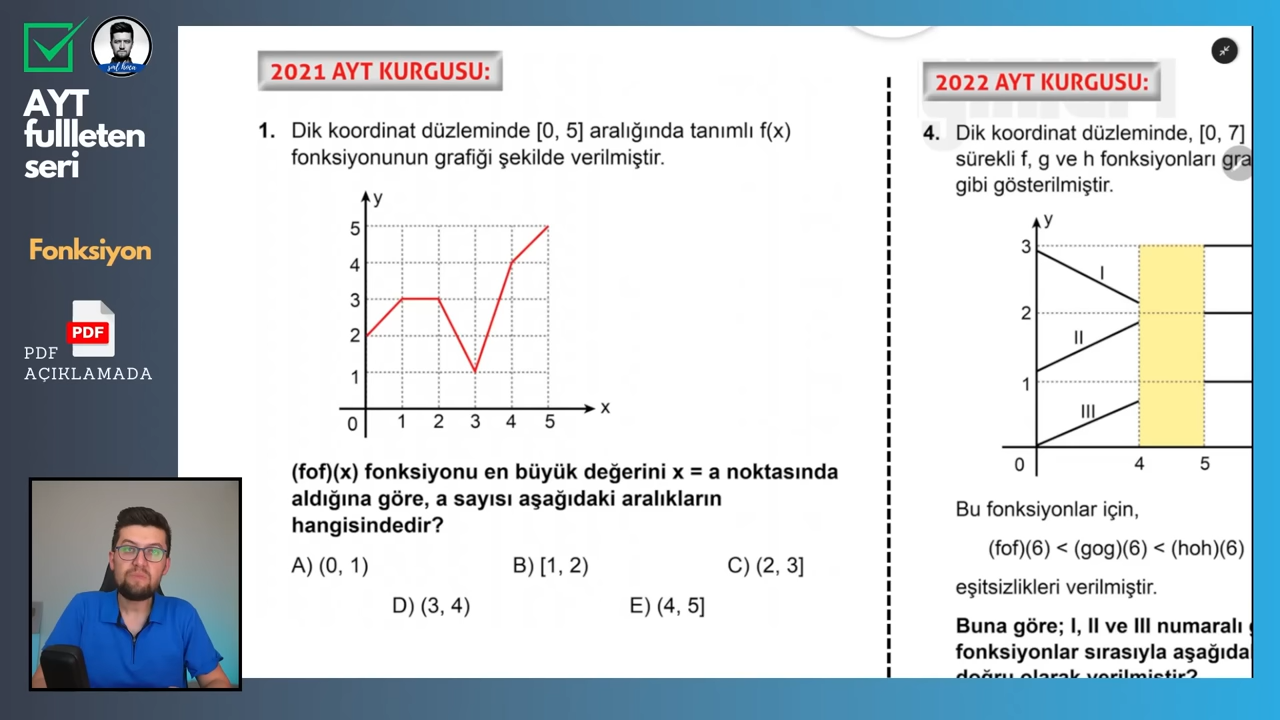 AYT
fullleten
seri
Fonksiyon
PDF
PDF
AÇIKLAMADA
2021 AYT KURGUSU:
1. Dik koordinat düzleminde [0, 5] aralığında tanımlı f(x)
fonksiyonunun grafiği şekilde verilmiştir.
y
5
4
3
2
1
0 1 2 3 4 5 x
(fof)(x) fonksiyonu en büyük değerini x = a noktasında
aldığına göre, a sayısı aşağıdaki aralıkların
hangisindedir?
A) (0, 1) B) [1, 2) C) (2, 3]
D) (3, 4) E) (4, 5]
2022 AYT KURGUSU:
4. Dik koordinat düzleminde, [0, 7]
sürekli f, g ve h fonksiyonları gra
gibi gösterilmiştir.
y
3
I
2
II
1
III
0 4 5
Bu fonksiyonlar için,
(fof)(6) < (gog)(6) < (hoh)(6)
eşitsizlikleri verilmiştir.
Buna göre; I, II ve III numaralı
fonksiyonlar sırasıyla aşağıda
doğru olarak verilmiştir?